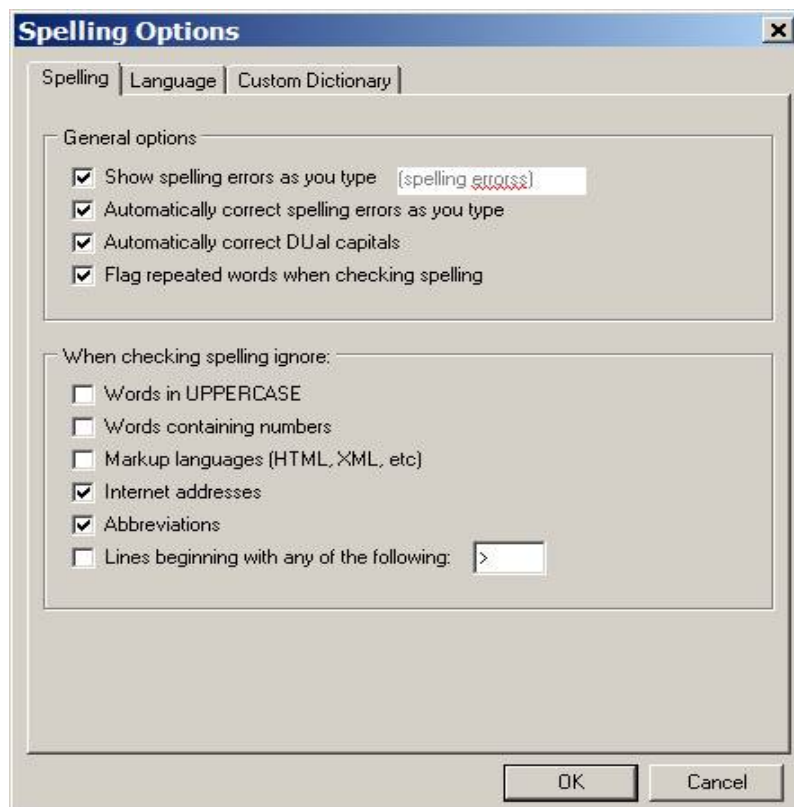 Spelling Options
Spelling Language Custom Dictionary
General options
Show spelling errors as you type (spelling errorss)
Automatically correct spelling errors as you type
Automatically correct DUal capitals
Flag repeated words when checking spelling
When checking spelling ignore:
Words in UPPERCASE
Words containing numbers
Markup languages (HTML, XML, etc)
Internet addresses
Abbreviations
Lines beginning with any of the following: >
OK Cancel